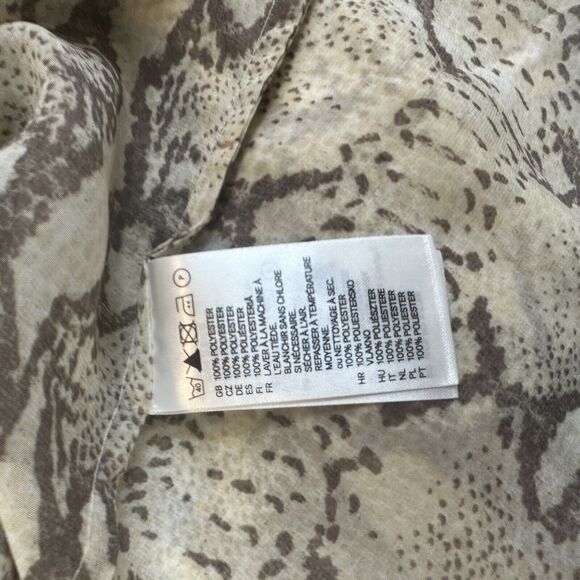 40
P
GB 100% POLYESTER
CZ 100% POLYESTER
DE 100% POLYESTER
ES 100% POLIÉSTER
FI 100% POLYESTERIÄ
FR LAVER À LA MACHINE À
L'EAU TIÈDE.
BLANCHIR SANS CHLORE
SI NÉCESSAIRE.
SÉCHER À L'AIR.
REPASSER À TEMPÉRATURE
MOYENNE.
OU NETTOYAGE À SEC.
100% POLYESTER
HR 100% POLIESTERSKO
VLAKNO
HU 100% POLIÉSZTER
IT 100% POLIESTERE
NL 100% POLYESTER
PL 100% POLIESTER
PT 100% POLIÉSTER